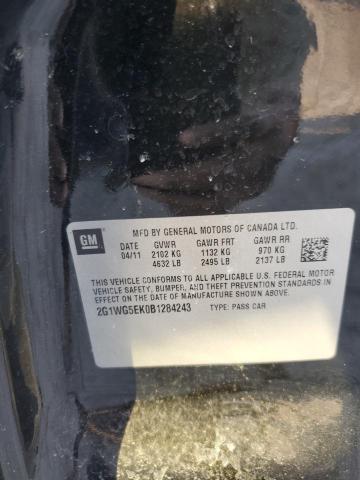 MFD BY GENERAL MOTORS OF CANADA LTD.
GM
DATE GVWR GAWR FRT GAWR RR
04/11 2102 KG 1132 KG 970 KG
4632 LB 2495 LB 2137 LB
THIS VEHICLE CONFORMS TO ALL APPLICABLE U.S. FEDERAL MOTOR
VEHICLE SAFETY, BUMPER, AND THEFT PREVENTION STANDARDS
IN EFFECT ON THE DATE OF MANUFACTURE SHOWN ABOVE.
2G1WG5EK0B1284243 TYPE: PASS CAR